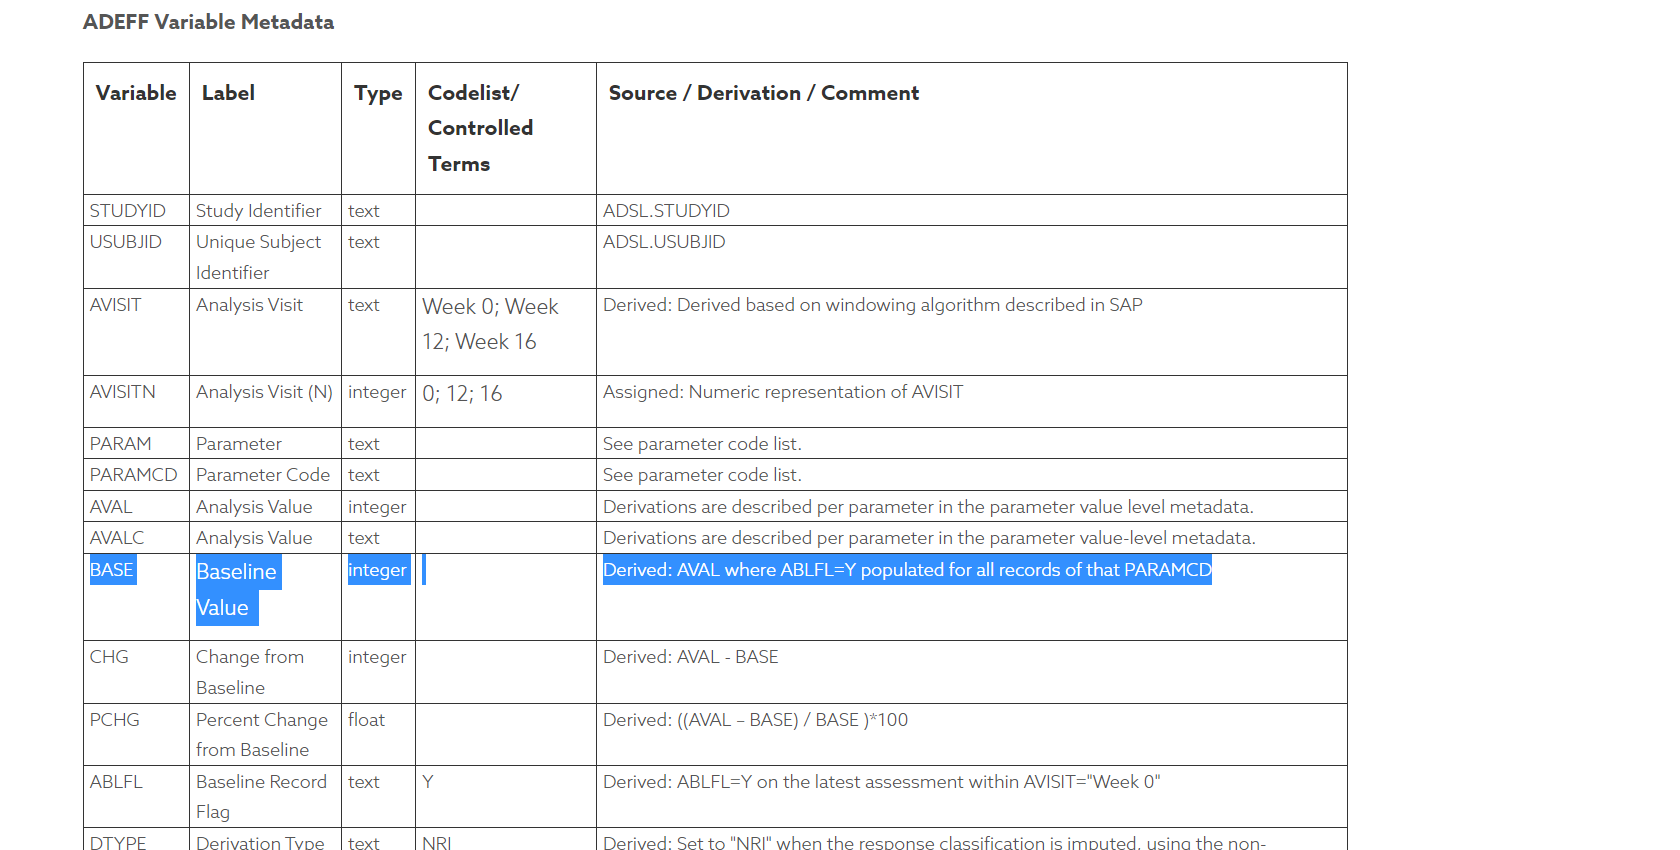 ADEFF Variable Metadata
Variable Label Type Codelist/ Source / Derivation / Comment
Controlled
Terms
STUDYID Study Identifier text ADSL.STUDYID
USUBJID Unique Subject text ADSL.USUBJID
Identifier
AVISIT Analysis Visit text Week 0; Week Derived: Derived based on windowing algorithm described in SAP
12; Week 16
AVISITN Analysis Visit (N) integer 0; 12; 16 Assigned: Numeric representation of AVISIT
PARAM Parameter text See parameter code list.
PARAMCD Parameter Code text See parameter code list.
AVAL Analysis Value integer Derivations are described per parameter in the parameter value level metadata.
AVALC Analysis Value text Derivations are described per parameter in the parameter value-level metadata.
BASE Baseline integer Derived: AVAL where ABLFL=Y populated for all records of that PARAMCD
Value
CHG Change from integer Derived: AVAL - BASE
Baseline
PCHG Percent Change float Derived: ((AVAL – BASE) / BASE )*100
from Baseline
ABLFL Baseline Record text Y Derived: ABLFL=Y on the latest assessment within AVISIT="Week 0"
Flag
DTYPE Derivation Type text NRI Derived: Set to "NRI" when the response classification is imputed, using the non-